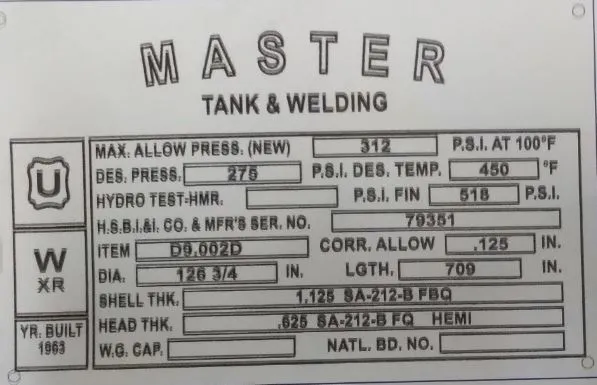 MASTER
TANK & WELDING
U
W
XR
YR. BUILT
1963
MAX. ALLOW PRESS. (NEW) 312 P.S.I. AT 100°F
DES. PRESS. 275 P.S.I. DES. TEMP. 450 °F
HYDRO TEST-HMR. P.S.I. FIN 518 P.S.I.
H.S.B.I.&I. CO. & MFR'S SER. NO. 79351
ITEM D9.002D CORR. ALLOW .125 IN.
DIA. 126 3/4 IN. LGTH. 709 IN.
SHELL THK. 1.125 SA-212-B FBQ
HEAD THK. .625 SA-212-B FQ HEMI
W.G. CAP. NATL. BD. NO.